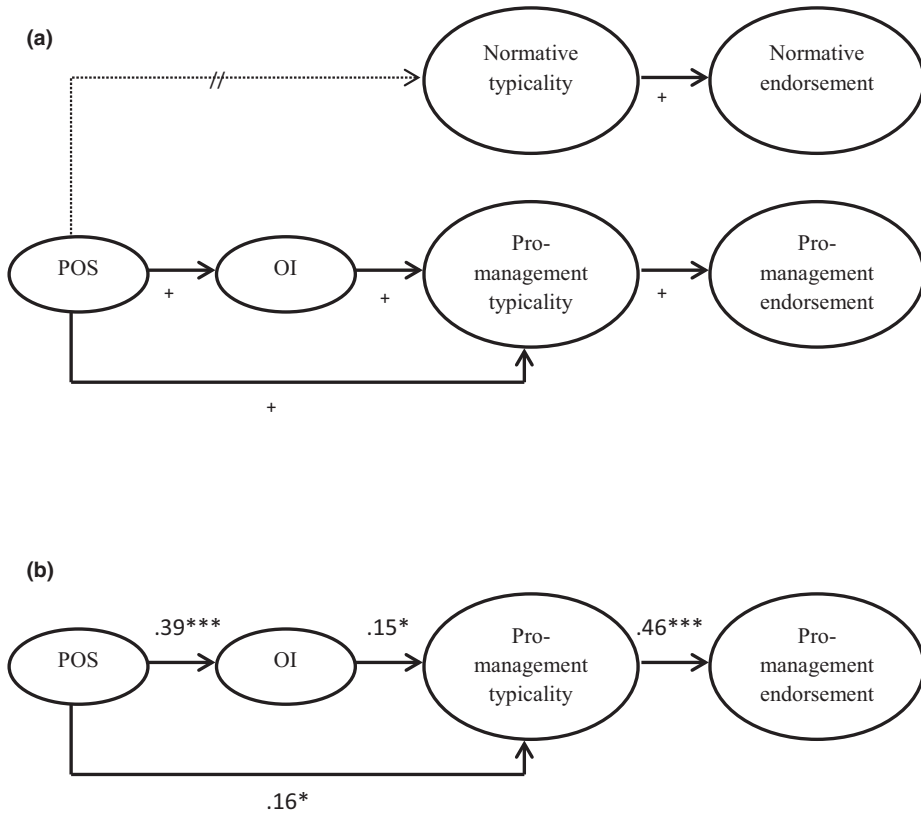 (a)
Normative
typicality
Normative
endorsement
//
+
POS
OI
Pro-
management
typicality
Pro-
management
endorsement
+
+
+
+
(b)
.39***
.15*
.46***
POS
OI
Pro-
management
typicality
Pro-
management
endorsement
.16*